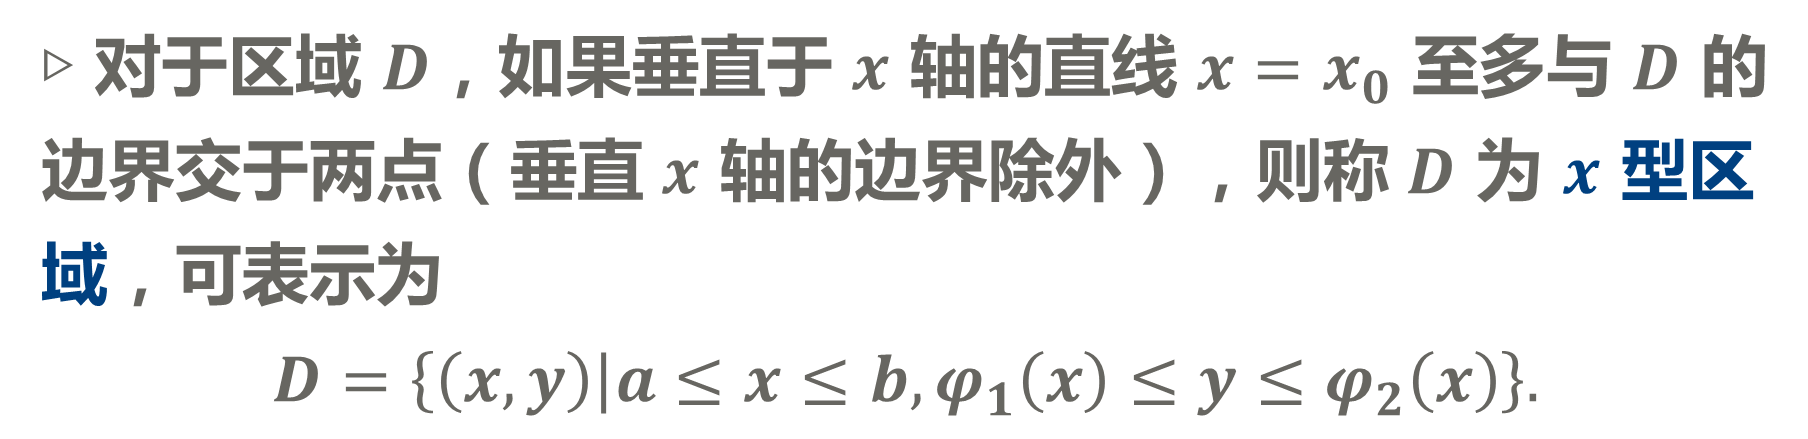 ▷ 对于区域 D，如果垂直于 x 轴的直线 x = x₀ 至多与 D 的
边界交于两点（垂直 x 轴的边界除外），则称 D 为 x 型区
域，可表示为
D = {(x, y)|a ≤ x ≤ b, φ₁(x) ≤ y ≤ φ₂(x)}.